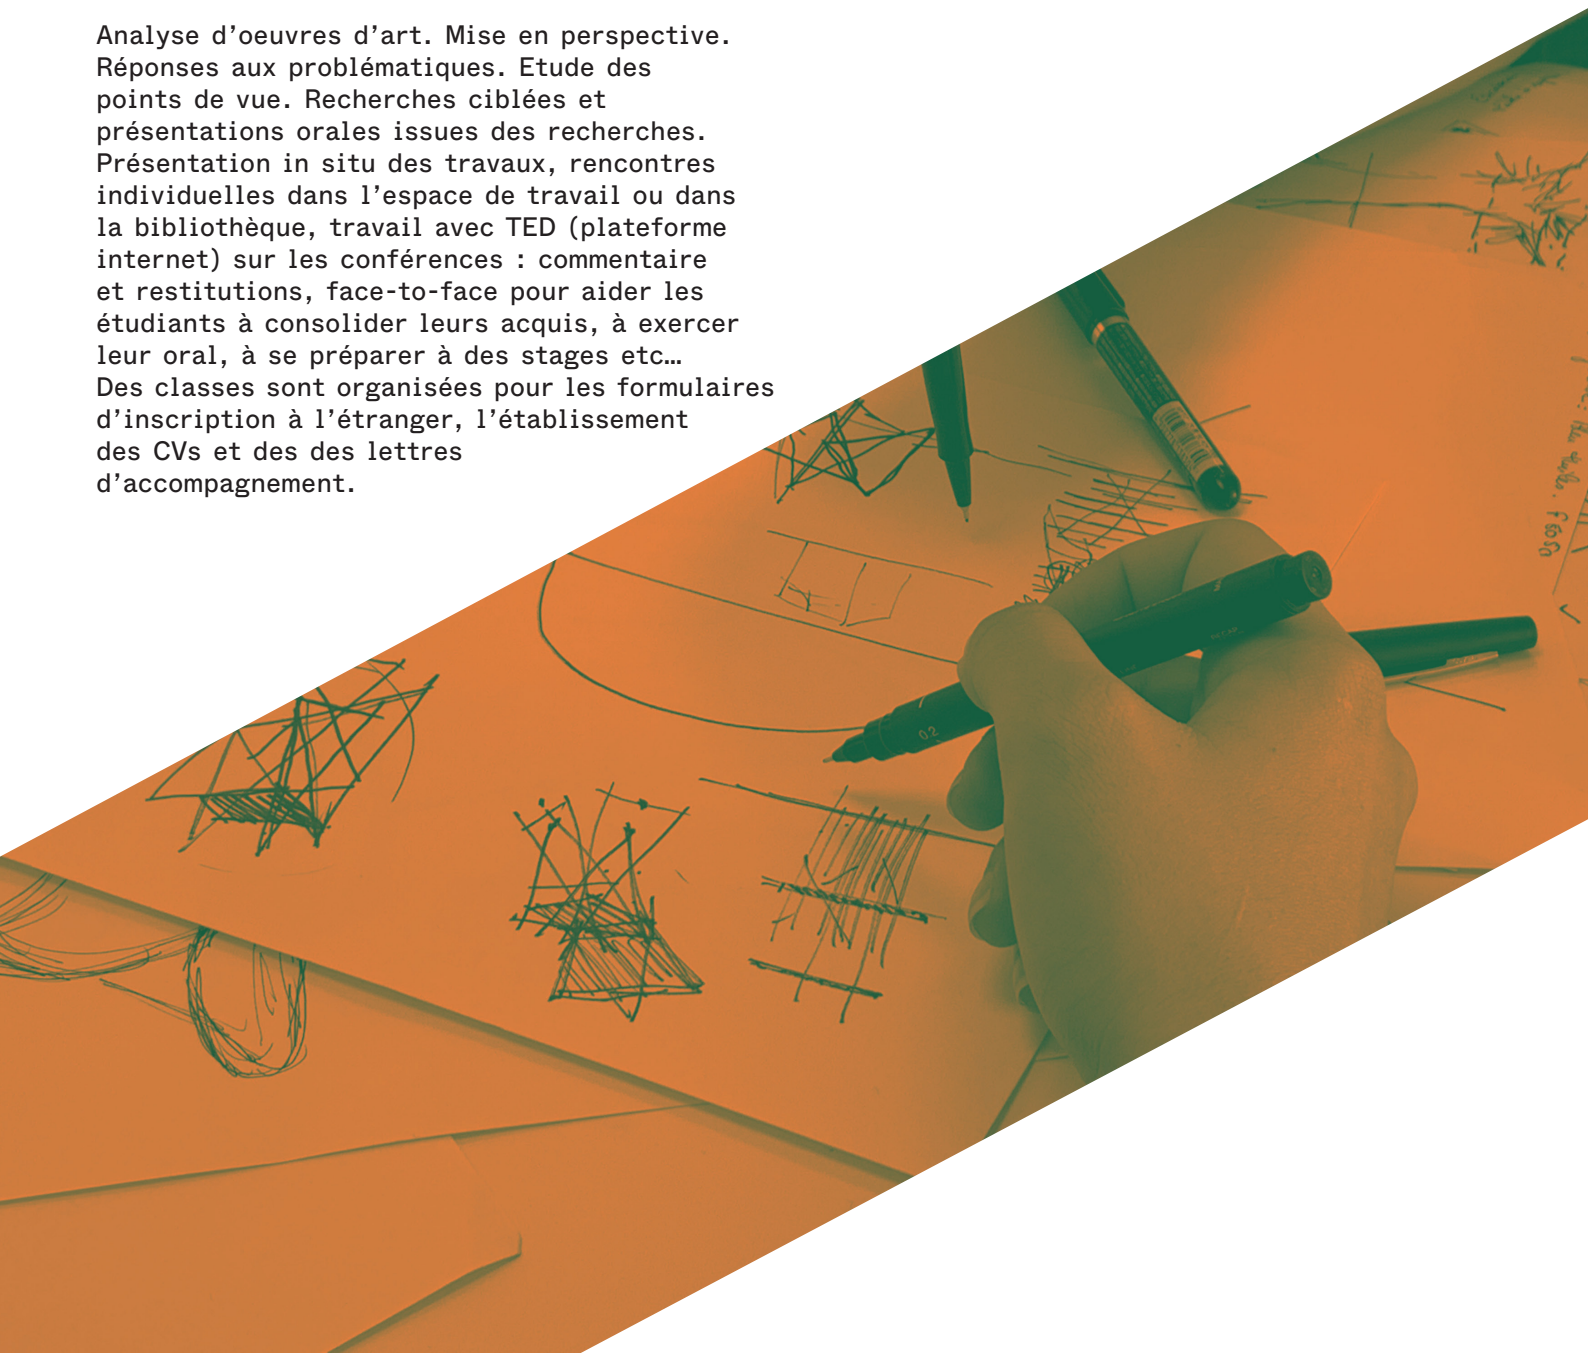 Analyse d’oeuvres d’art. Mise en perspective.
Réponses aux problématiques. Etude des
points de vue. Recherches ciblées et
présentations orales issues des recherches.
Présentation in situ des travaux, rencontres
individuelles dans l’espace de travail ou dans
la bibliothèque, travail avec TED (plateforme
internet) sur les conférences : commentaire
et restitutions, face-to-face pour aider les
étudiants à consolider leurs acquis, à exercer
leur oral, à se préparer à des stages etc…
Des classes sont organisées pour les formulaires
d’inscription à l’étranger, l’établissement
des CVs et des des lettres
d’accompagnement.
0.2